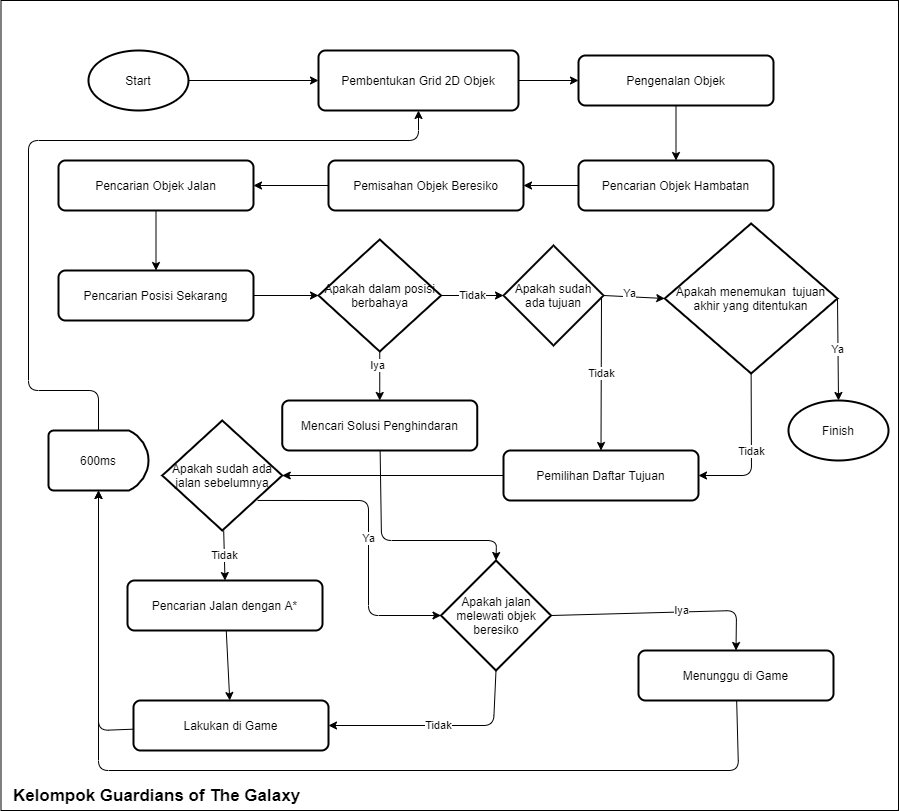 Start
Pembentukan Grid 2D Objek
Pengenalan Objek
Pencarian Objek Jalan
Pemisahan Objek Beresiko
Pencarian Objek Hambatan
Pencarian Posisi Sekarang
Apakah dalam posisi
berbahaya
Tidak
Apakah sudah
ada tujuan
Ya
Apakah menemukan tujuan
akhir yang ditentukan
Ya
Iya
Tidak
Mencari Solusi Penghindaran
Finish
Tidak
600ms
Apakah sudah ada
jalan sebelumnya
Pemilihan Daftar Tujuan
Ya
Tidak
Pencarian Jalan dengan A*
Apakah jalan
melewati objek
beresiko
Iya
Menunggu di Game
Lakukan di Game
Tidak
Kelompok Guardians of The Galaxy